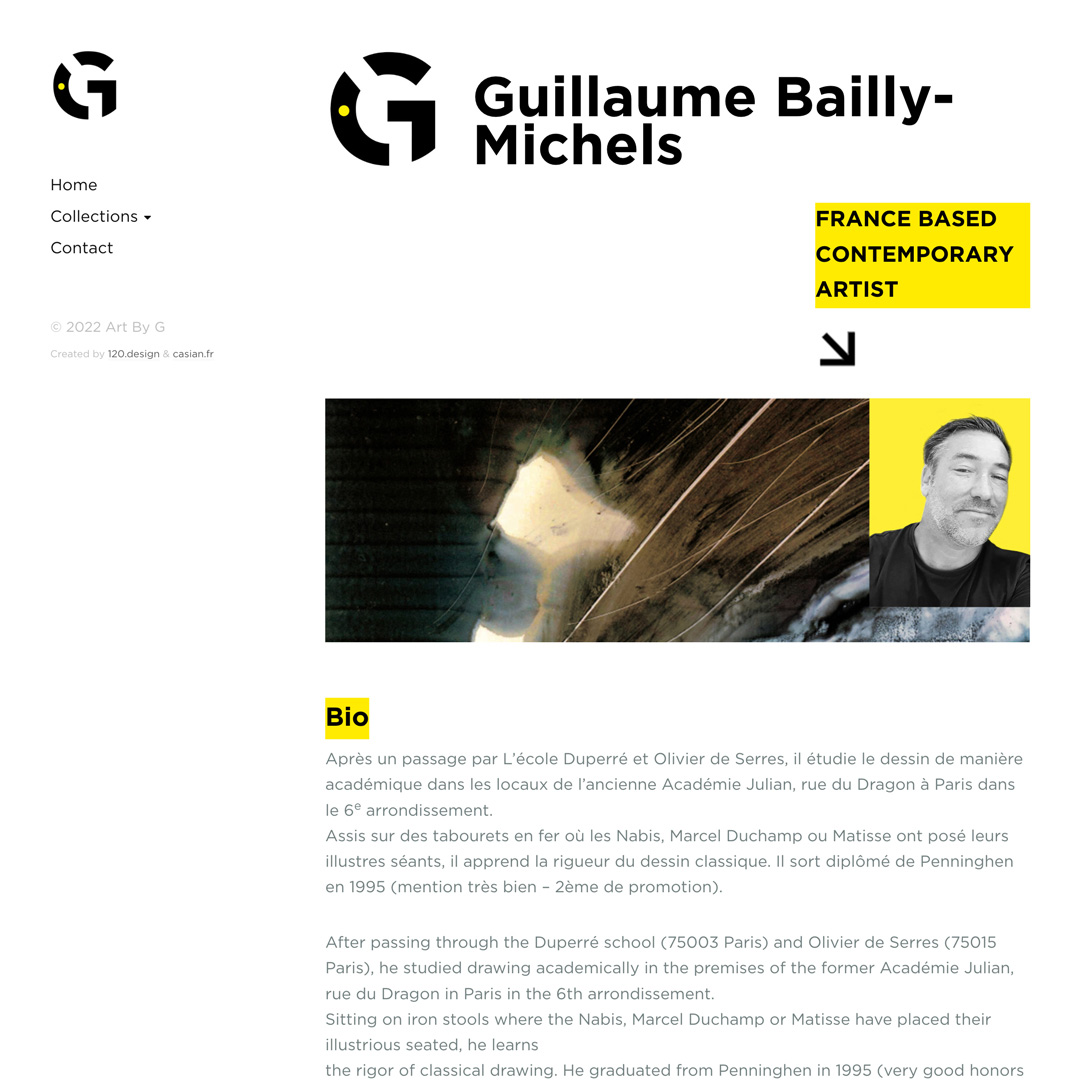 Home
Collections
Contact
© 2022 Art By G
Created by 120.design & casian.fr
Guillaume Bailly-
Michels
FRANCE BASED
CONTEMPORARY
ARTIST
Bio
Après un passage par L’école Duperré et Olivier de Serres, il étudie le dessin de manière
académique dans les locaux de l’ancienne Académie Julian, rue du Dragon à Paris dans
le 6e arrondissement.
Assis sur des tabourets en fer où les Nabis, Marcel Duchamp ou Matisse ont posé leurs
illustres séants, il apprend la rigueur du dessin classique. Il sort diplômé de Penninghen
en 1995 (mention très bien – 2ème de promotion).
After passing through the Duperré school (75003 Paris) and Olivier de Serres (75015
Paris), he studied drawing academically in the premises of the former Académie Julian,
rue du Dragon in Paris in the 6th arrondissement.
Sitting on iron stools where the Nabis, Marcel Duchamp or Matisse have placed their
illustrious seated, he learns
the rigor of classical drawing. He graduated from Penninghen in 1995 (very good honors